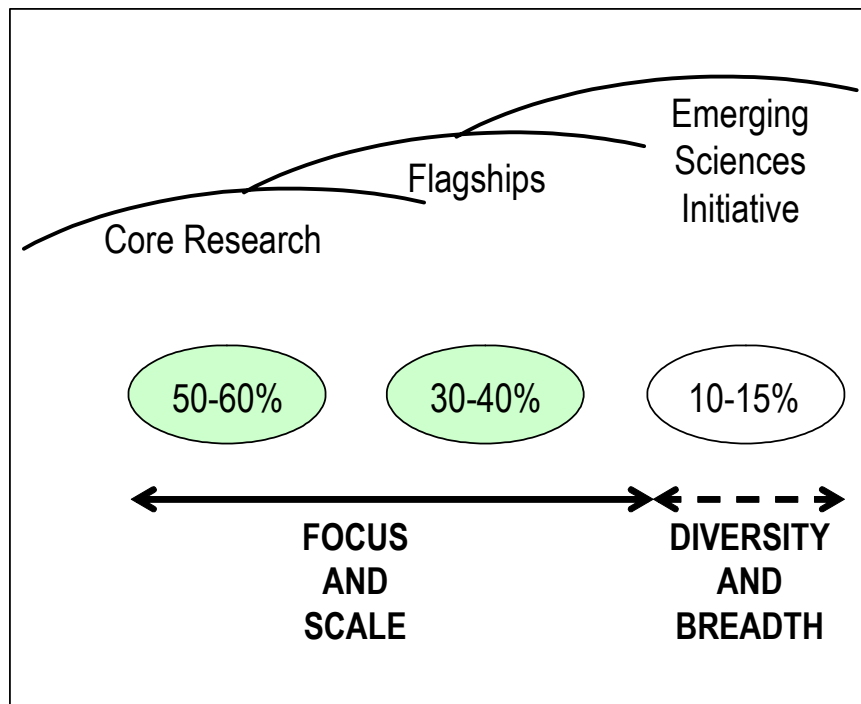 Emerging
Sciences
Initiative
Flagships
Core Research
50-60%
30-40%
10-15%
FOCUS
AND
SCALE
DIVERSITY
AND
BREADTH